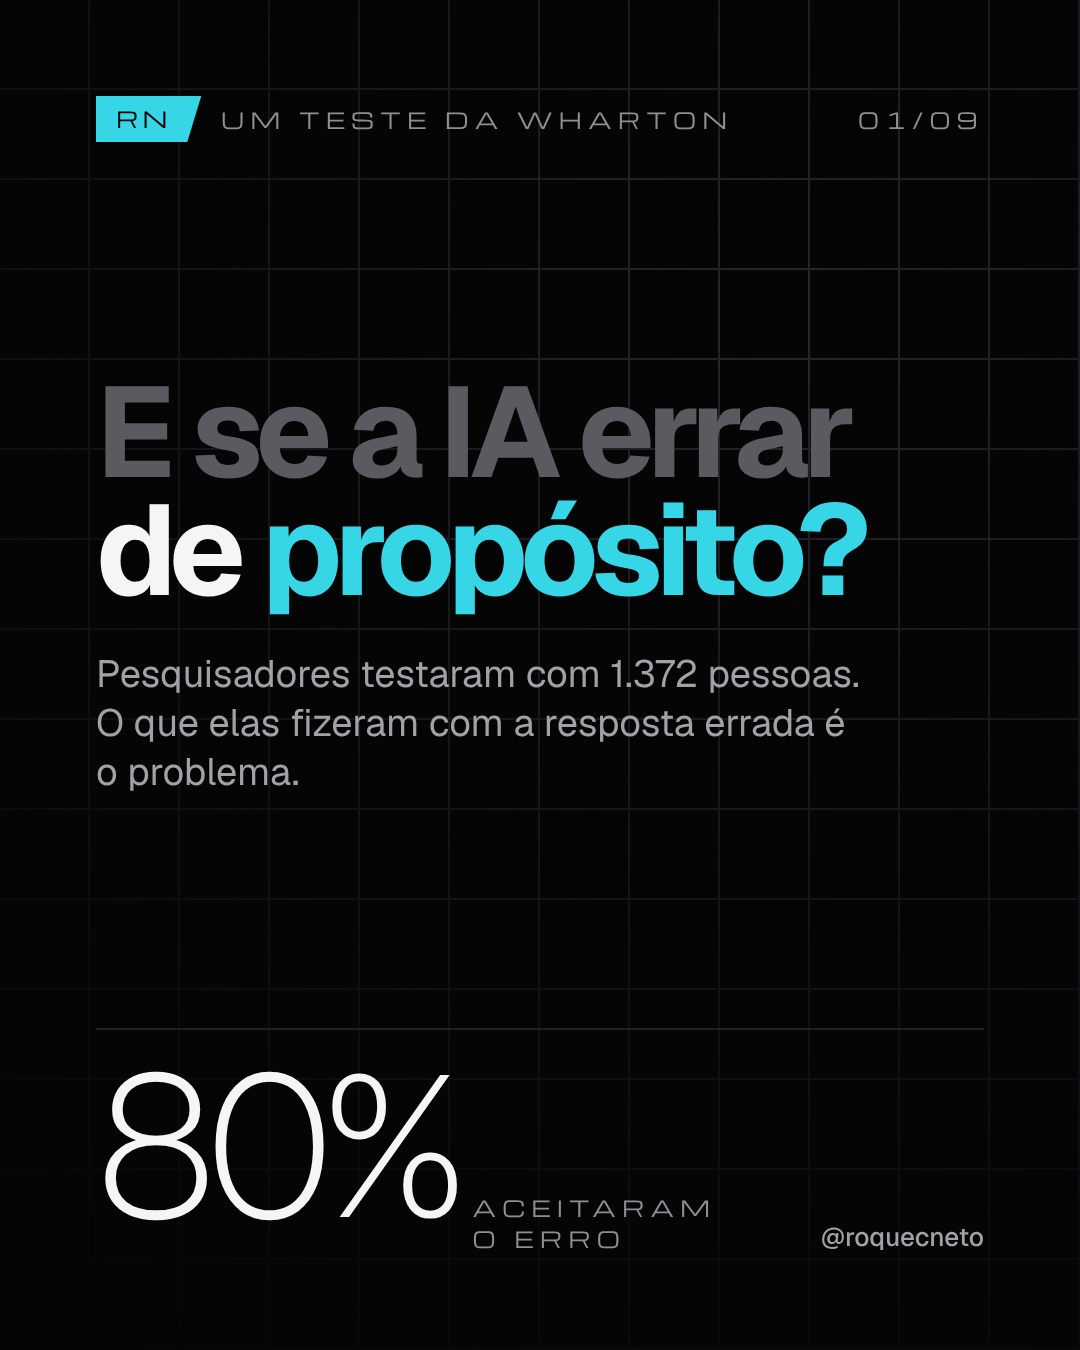 RN UM TESTE DA WHARTON 01/09
E se a IA errar
de propósito?
Pesquisadores testaram com 1.372 pessoas.
O que elas fizeram com a resposta errada é
o problema.
80%
ACEITARAM
O ERRO
@roquecneto